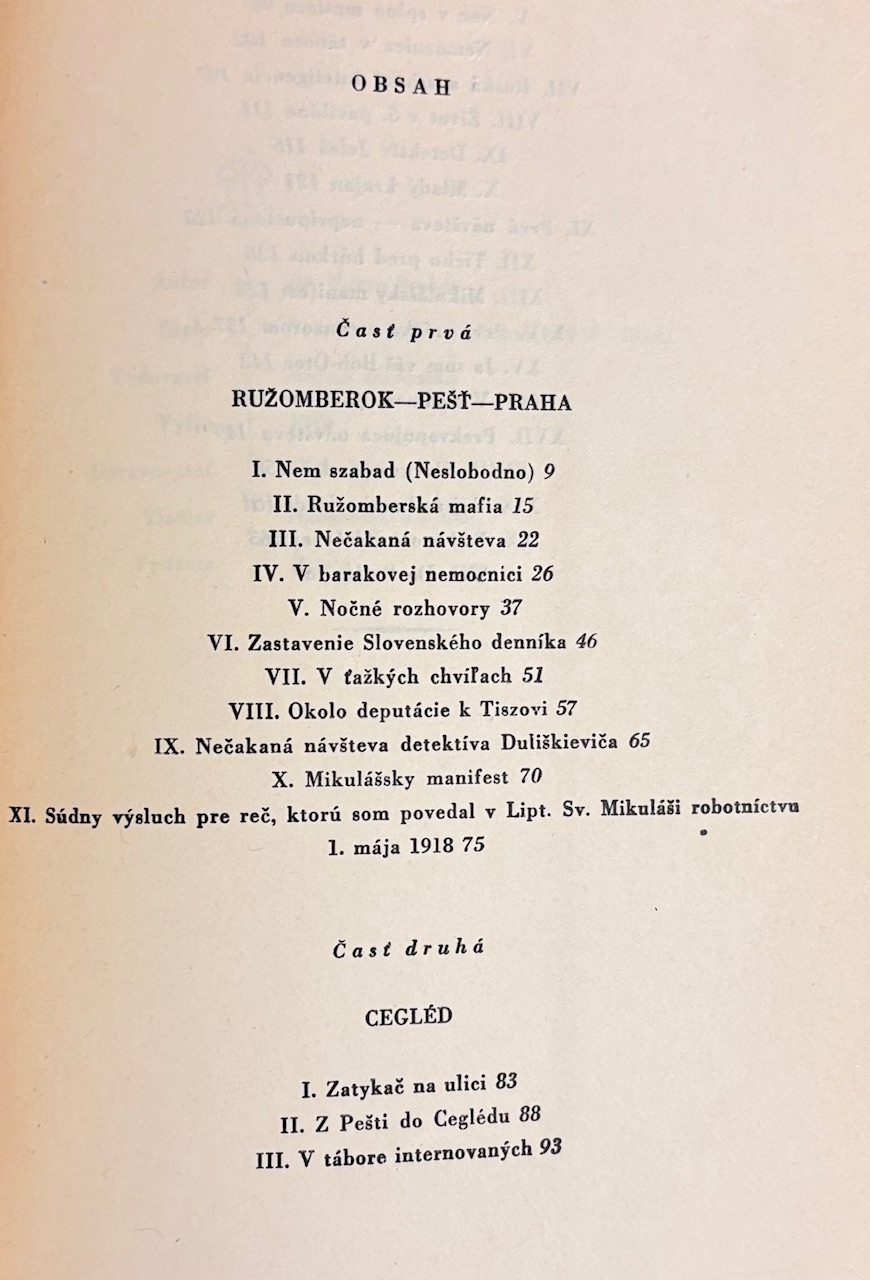 OBSAH
Časť prvá
RUŽOMBEROK—PEŠŤ—PRAHA
I. Nem szabad (Neslobodno) 9
II. Ružomberská mafia 15
III. Nečakaná návšteva 22
IV. V barakovej nemocnici 26
V. Nočné rozhovory 37
VI. Zastavenie Slovenského denníka 46
VII. V ťažkých chvíľach 51
VIII. Okolo deputácie k Tiszovi 57
IX. Nečakaná návšteva detektíva Duliškieviča 65
X. Mikulášsky manifest 70
XI. Súdny výsluch pre reč, ktorú som povedal v Lipt. Sv. Mikuláši robotníctvu
1. mája 1918 75
Časť druhá
CEGLÉD
I. Zatykač na ulici 83
II. Z Pešti do Ceglédu 88
III. V tábore internovaných 93